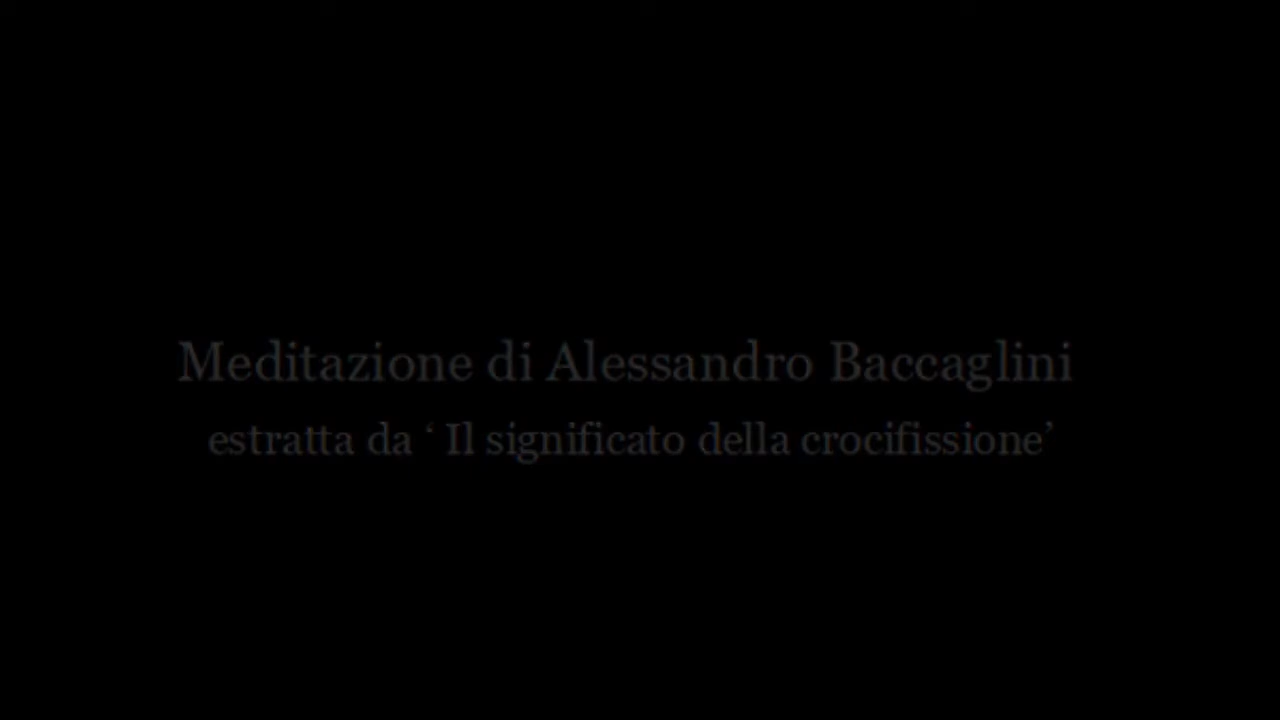 Meditazione di Alessandro Baccaglini
estratta da ‘ Il significato della crocifissione’